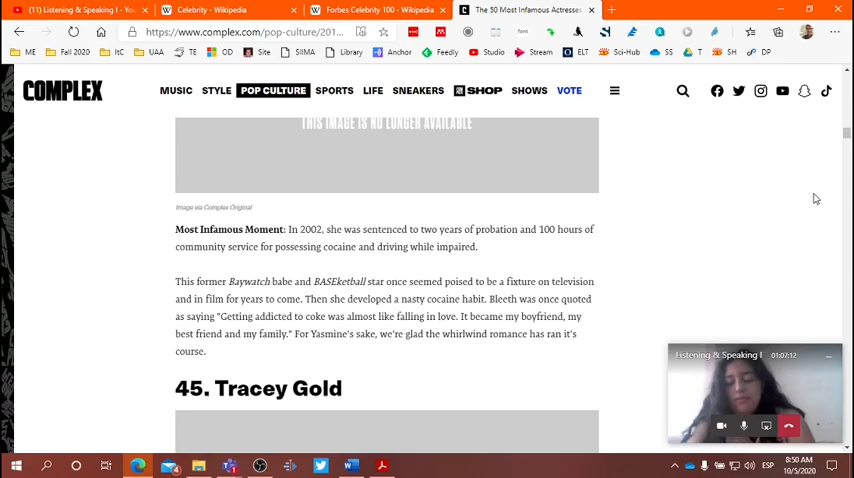 (11) Listening & Speaking I - You
Celebrity - Wikipedia
Forbes Celebrity 100 - Wikipedia
The 50 Most Infamous Actresses
https://www.complex.com/pop-culture/201...
ME
Fall 2020
ItC
UAA
TE
OD
Site
SIIMA
Library
Anchor
Feedly
Studio
Stream
ELT
Sci-Hub
SS
T
SH
DP
COMPLEX
MUSIC
STYLE
POP CULTURE
SPORTS
LIFE
SNEAKERS
SHOP
SHOWS
VOTE
THIS IMAGE IS NO LONGER AVAILABLE
Image via Complex Original
Most Infamous Moment: In 2002, she was sentenced to two years of probation and 100 hours of
community service for possessing cocaine and driving while impaired.
This former Baywatch babe and BASEketball star once seemed poised to be a fixture on television
and in film for years to come. Then she developed a nasty cocaine habit. Bleeth was once quoted
as saying "Getting addicted to coke was almost like falling in love. It became my boyfriend, my
best friend and my family." For Yasmine's sake, we're glad the whirlwind romance has ran it's
course.
45. Tracey Gold
Listening & Speaking I
01:07:12
ESP
8:50 AM
10/5/2020